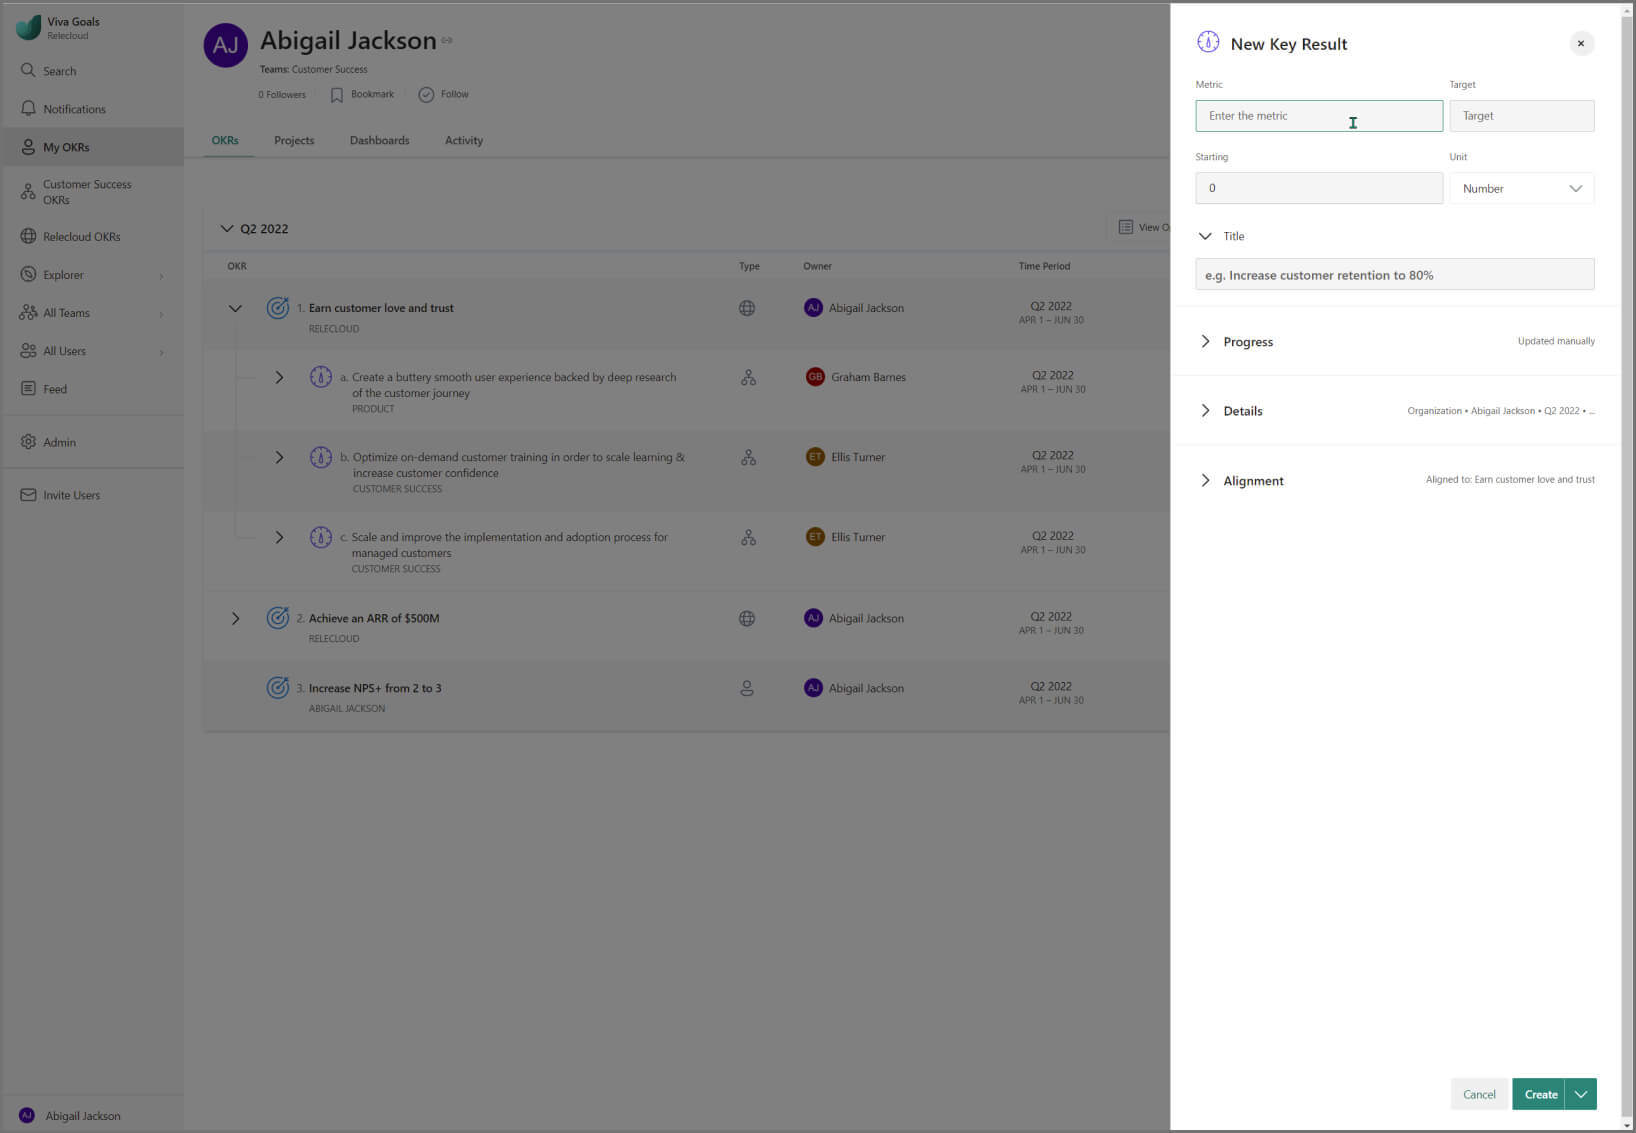 Viva Goals
Relecloud
Search
Notifications
My OKRs
Customer Success
OKRs
Relecloud OKRs
Explorer
All Teams
All Users
Feed
Admin
Invite Users
AJ Abigail Jackson
AJ
Abigail Jackson
Teams: Customer Success
0 Followers Bookmark Follow
OKRs Projects Dashboards Activity
Q2 2022
View O
OKR Type Owner Time Period
1. Earn customer love and trust AJ Abigail Jackson Q2 2022
RELECLOUD APR 1 – JUN 30
a. Create a buttery smooth user experience backed by deep research GB Graham Barnes Q2 2022
of the customer journey APR 1 – JUN 30
PRODUCT
b. Optimize on-demand customer training in order to scale learning & ET Ellis Turner Q2 2022
increase customer confidence APR 1 – JUN 30
CUSTOMER SUCCESS
c. Scale and improve the implementation and adoption process for ET Ellis Turner Q2 2022
managed customers APR 1 – JUN 30
CUSTOMER SUCCESS
2. Achieve an ARR of $500M AJ Abigail Jackson Q2 2022
RELECLOUD APR 1 – JUN 30
3. Increase NPS+ from 2 to 3 AJ Abigail Jackson Q2 2022
ABIGAIL JACKSON APR 1 – JUN 30
New Key Result
Metric Target
Enter the metric Target
Starting Unit
0 Number
Title
e.g. Increase customer retention to 80%
Progress Updated manually
Details Organization • Abigail Jackson • Q2 2022 • ...
Alignment Aligned to: Earn customer love and trust
Cancel Create